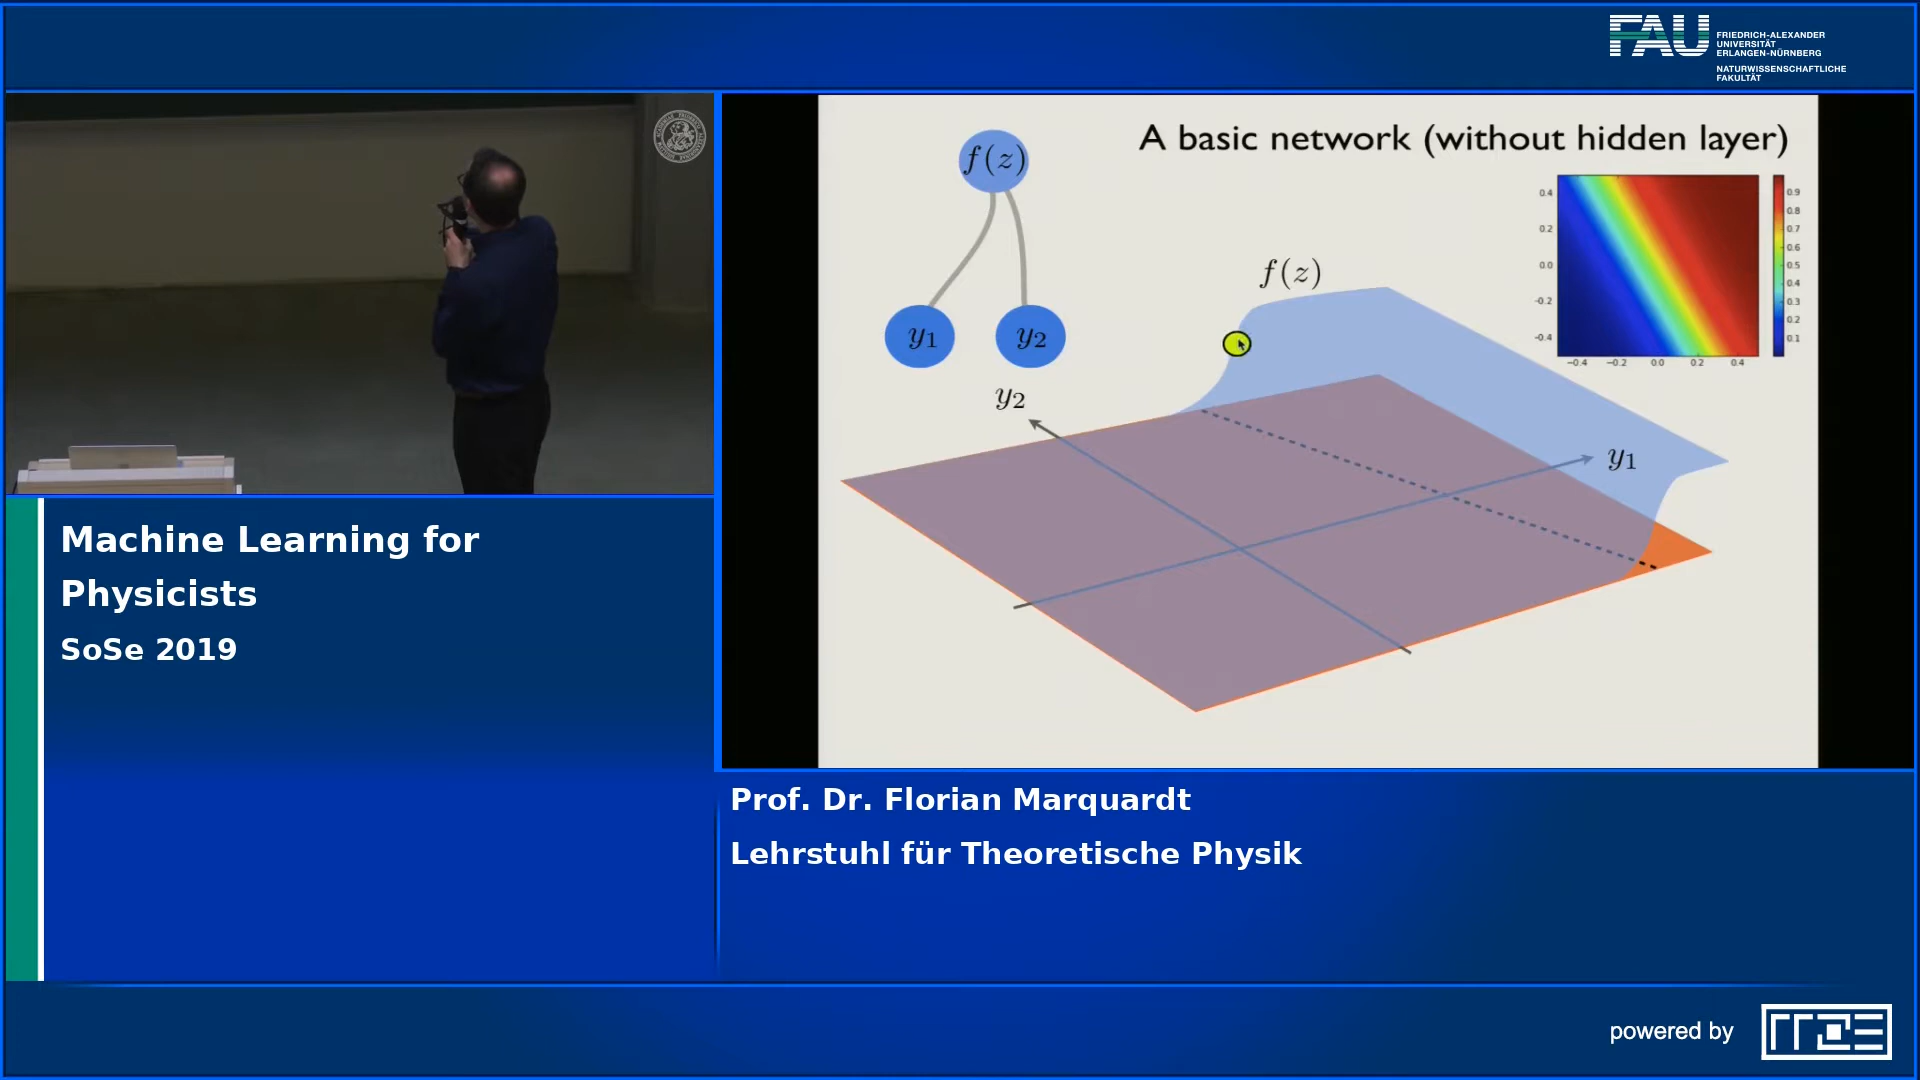 FAU
FRIEDRICH-ALEXANDER
UNIVERSITÄT
ERLANGEN-NÜRNBERG
NATURWISSENSCHAFTLICHE
FAKULTÄT
A basic network (without hidden layer)
f(z)
y₁ y₂
f(z)
y₂
y₁
0.4
0.2
0.0
−0.2
−0.4
−0.4 −0.2 0.0 0.2 0.4
0.9
0.8
0.7
0.6
0.5
0.4
0.3
0.2
0.1
Machine Learning for
Physicists
SoSe 2019
Prof. Dr. Florian Marquardt
Lehrstuhl für Theoretische Physik
powered by